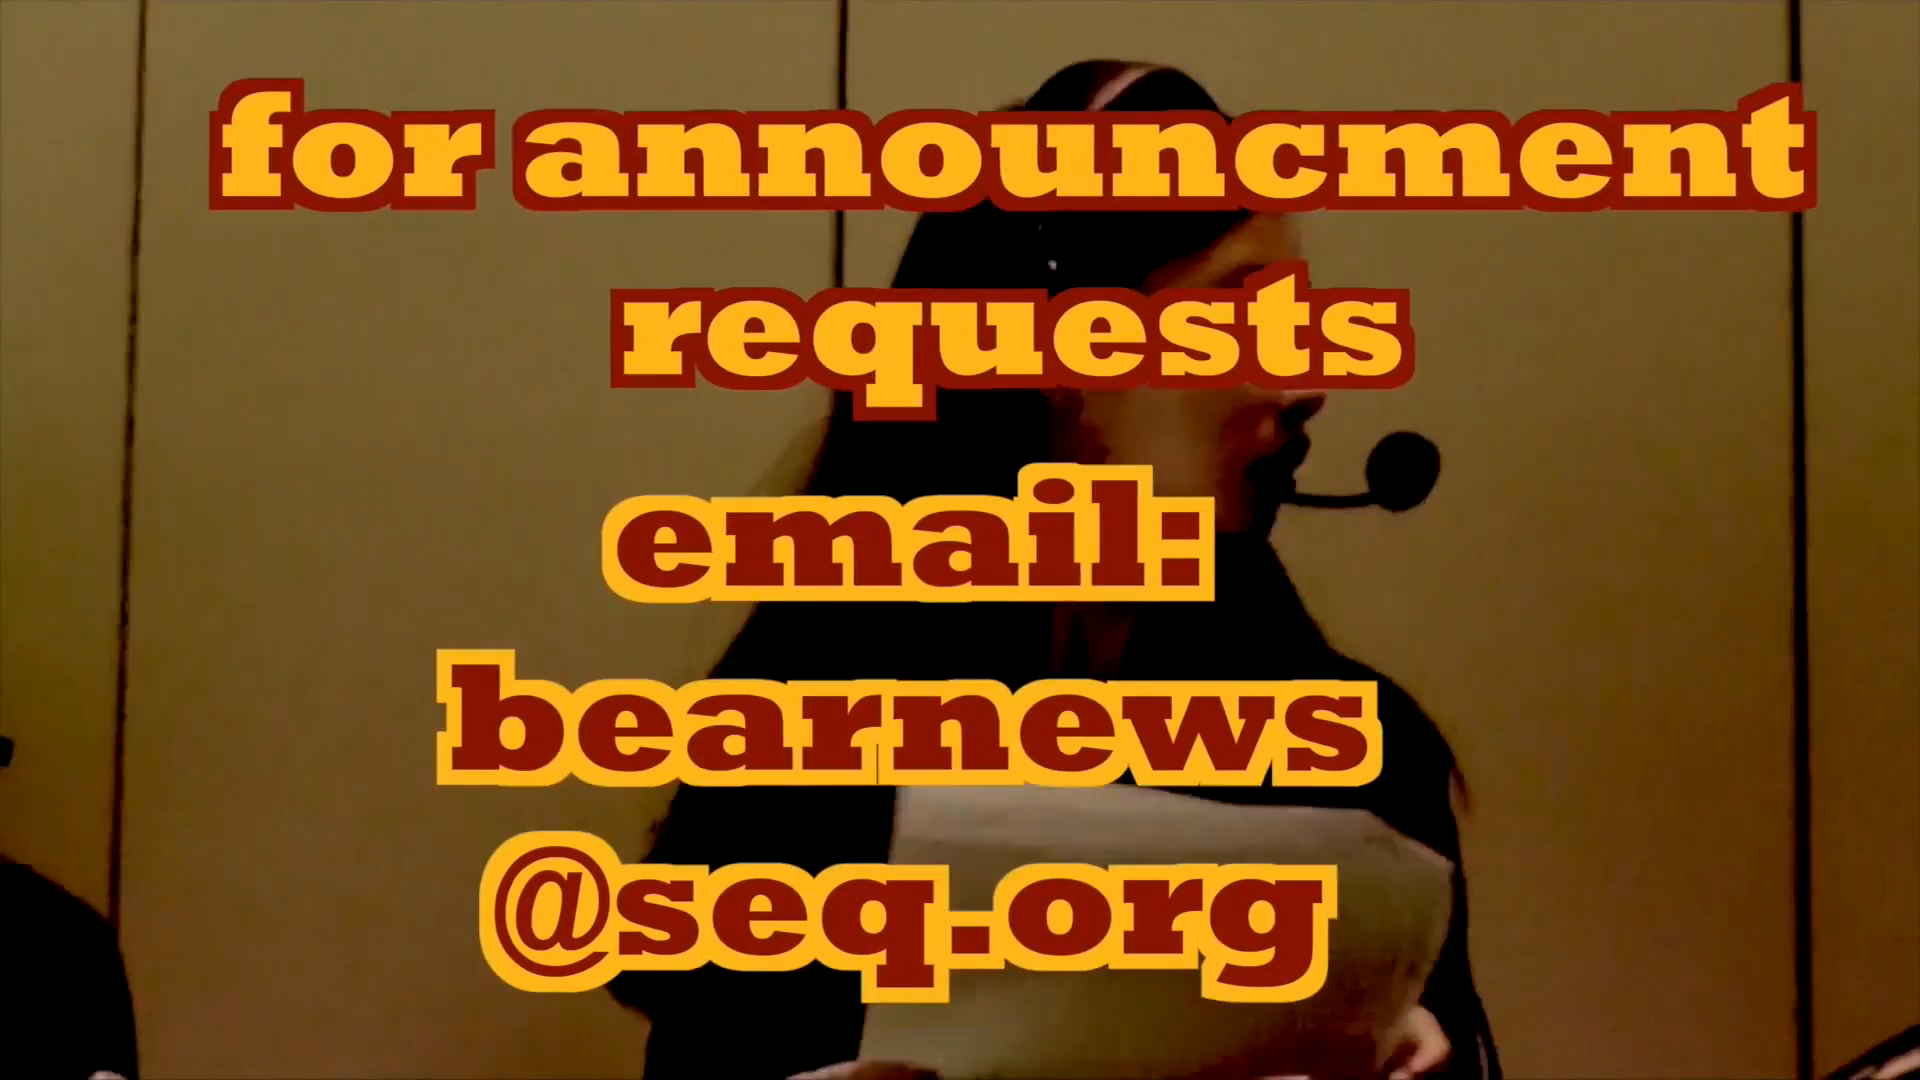 for announcment
requests
email:
bearnews
@seq.org